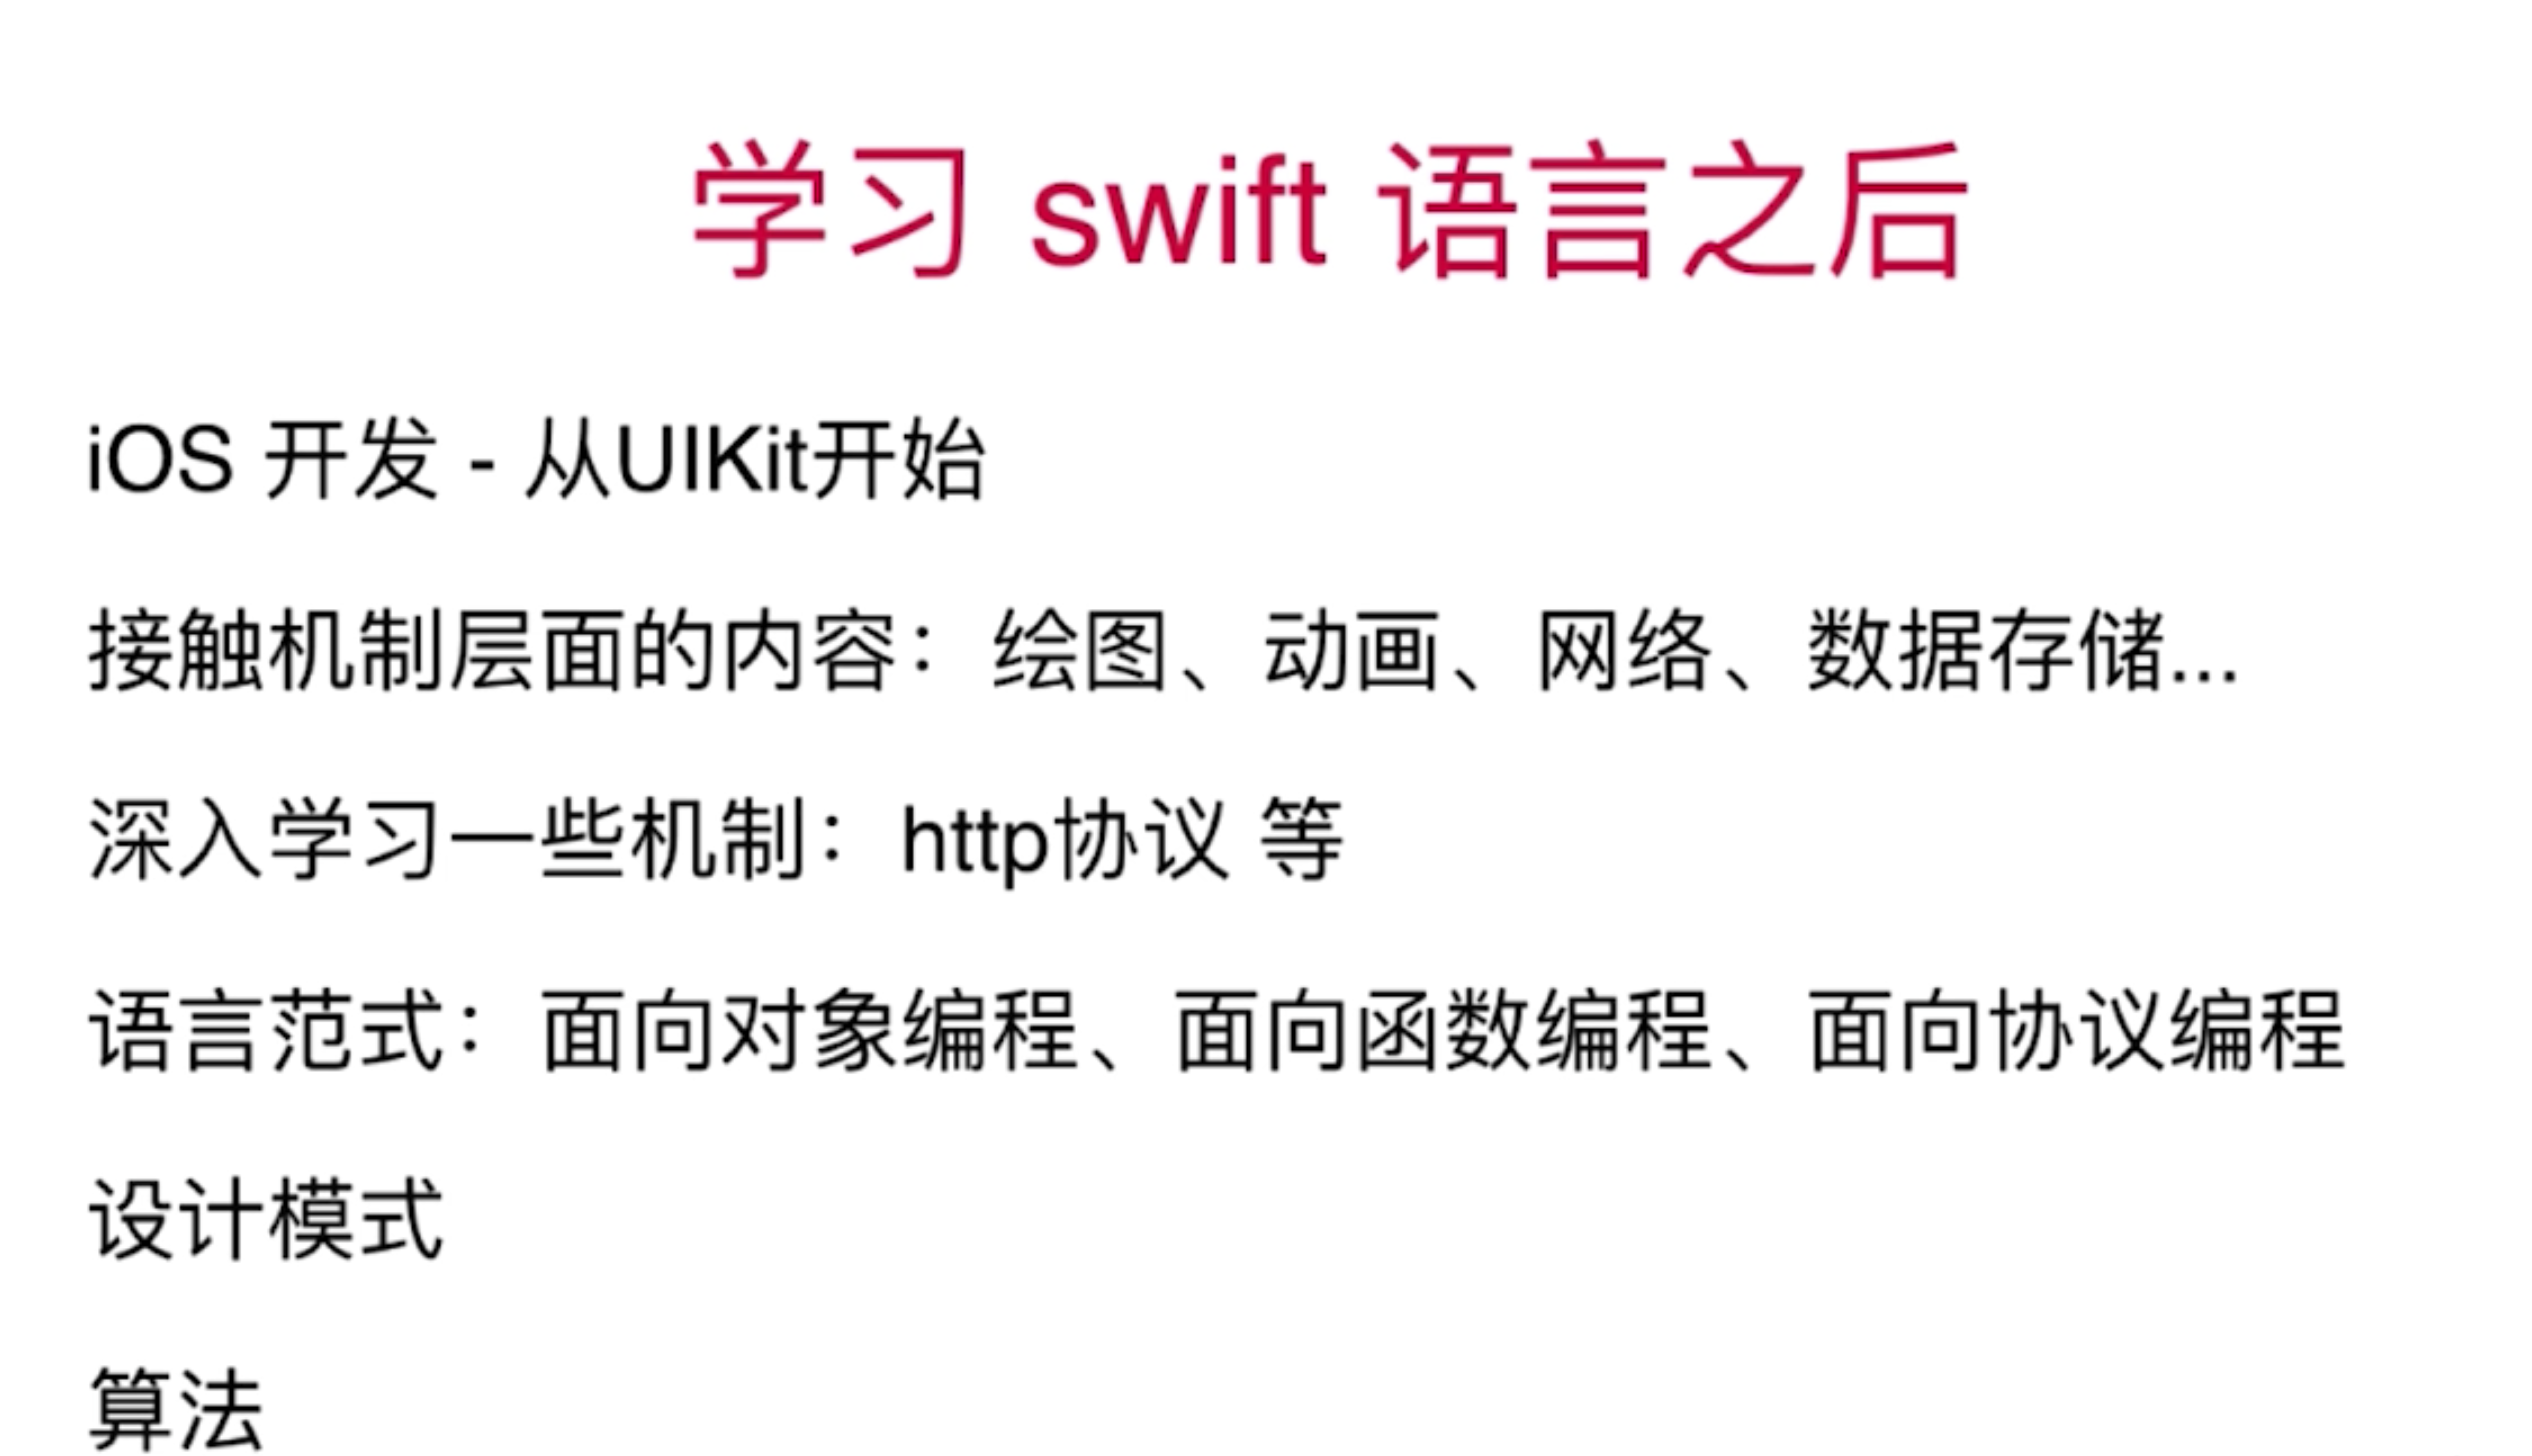 学习 swift 语言之后
iOS 开发 - 从UIKit开始
接触机制层面的内容：绘图、动画、网络、数据存储...
深入学习一些机制：http协议 等
语言范式：面向对象编程、面向函数编程、面向协议编程
设计模式
算法